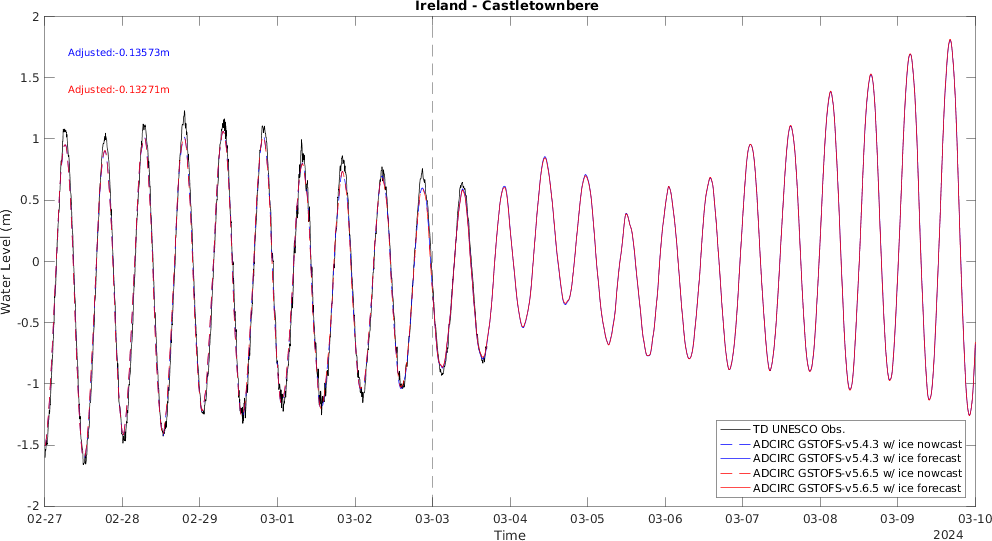 Ireland - Castletownbere
Adjusted:-0.13573m
Adjusted:-0.13271m
Water Level (m)
2
1.5
1
0.5
0
-0.5
-1
-1.5
-2
02-27 02-28 02-29 03-01 03-02 03-03 03-04 03-05 03-06 03-07 03-08 03-09 03-10
Time
2024
TD UNESCO Obs.
ADCIRC GSTOFS-v5.4.3 w/ ice nowcast
ADCIRC GSTOFS-v5.4.3 w/ ice forecast
ADCIRC GSTOFS-v5.6.5 w/ ice nowcast
ADCIRC GSTOFS-v5.6.5 w/ ice forecast